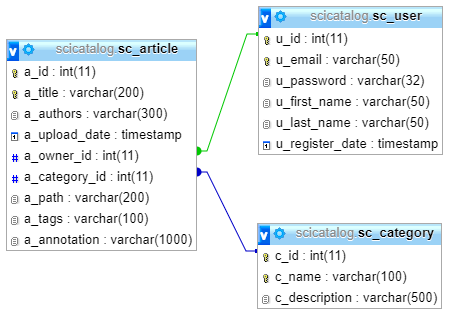 scicatalog.sc_article
a_id : int(11)
a_title : varchar(200)
a_authors : varchar(300)
a_upload_date : timestamp
a_owner_id : int(11)
a_category_id : int(11)
a_path : varchar(200)
a_tags : varchar(100)
a_annotation : varchar(1000)
scicatalog.sc_user
u_id : int(11)
u_email : varchar(50)
u_password : varchar(32)
u_first_name : varchar(50)
u_last_name : varchar(50)
u_register_date : timestamp
scicatalog.sc_category
c_id : int(11)
c_name : varchar(100)
c_description : varchar(500)